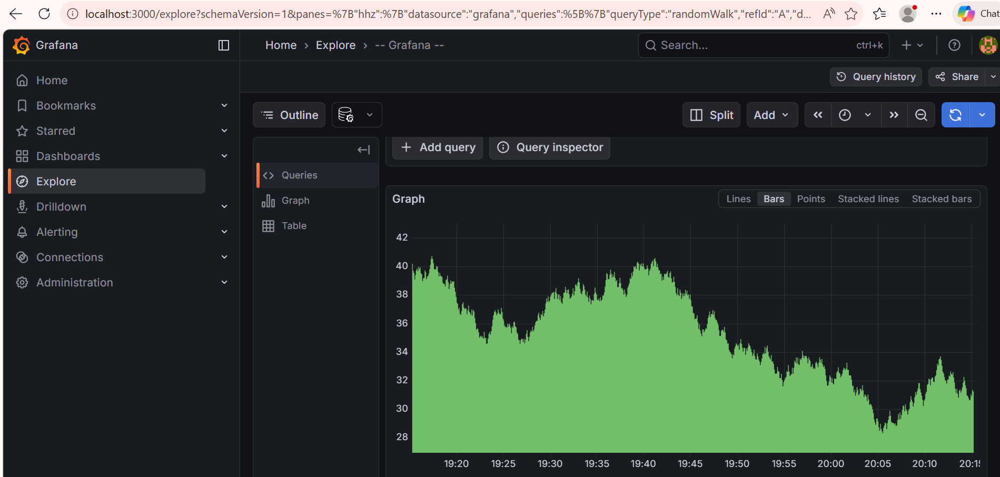 localhost:3000/explore?schemaVersion=1&panes=%7B"hhz":%7B"datasource":"grafana","queries":%5B%7B"queryType":"randomWalk","refId":"A","d...
Chat
Grafana
Home › Explore › -- Grafana --
Search... ctrl+k
Query history
Share
Home
Bookmarks
Starred
Dashboards
Explore
Drilldown
Alerting
Connections
Administration
Outline
Split
Add
Queries
Graph
Table
+ Add query
Query inspector
Graph
Lines Bars Points Stacked lines Stacked bars
42
40
38
36
34
32
30
28
19:20 19:25 19:30 19:35 19:40 19:45 19:50 19:55 20:00 20:05 20:10